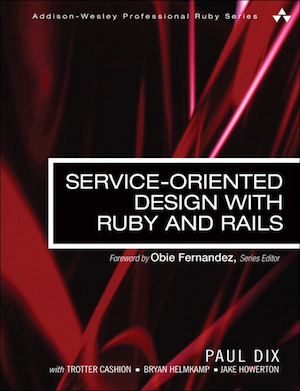 Addison-Wesley Professional Ruby Series
SERVICE-ORIENTED
DESIGN WITH
RUBY AND RAILS
Foreword by Obie Fernandez, Series Editor
PAUL DIX
with TROTTER CASHION ■ BRYAN HELMKAMP ■ JAKE HOWERTON